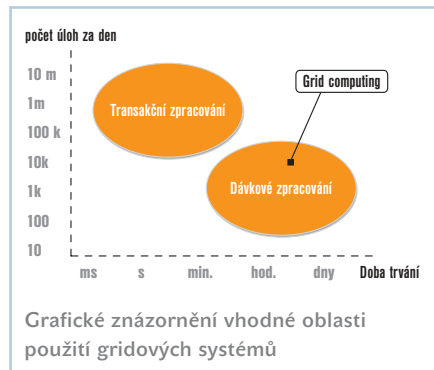 počet úloh za den
10 m
1m
100 k
10k
1k
100
10
Grid computing
Transakční zpracování
Dávkové zpracování
ms s min. hod. dny Doba trvání
Grafické znázornění vhodné oblasti
použití gridových systémů